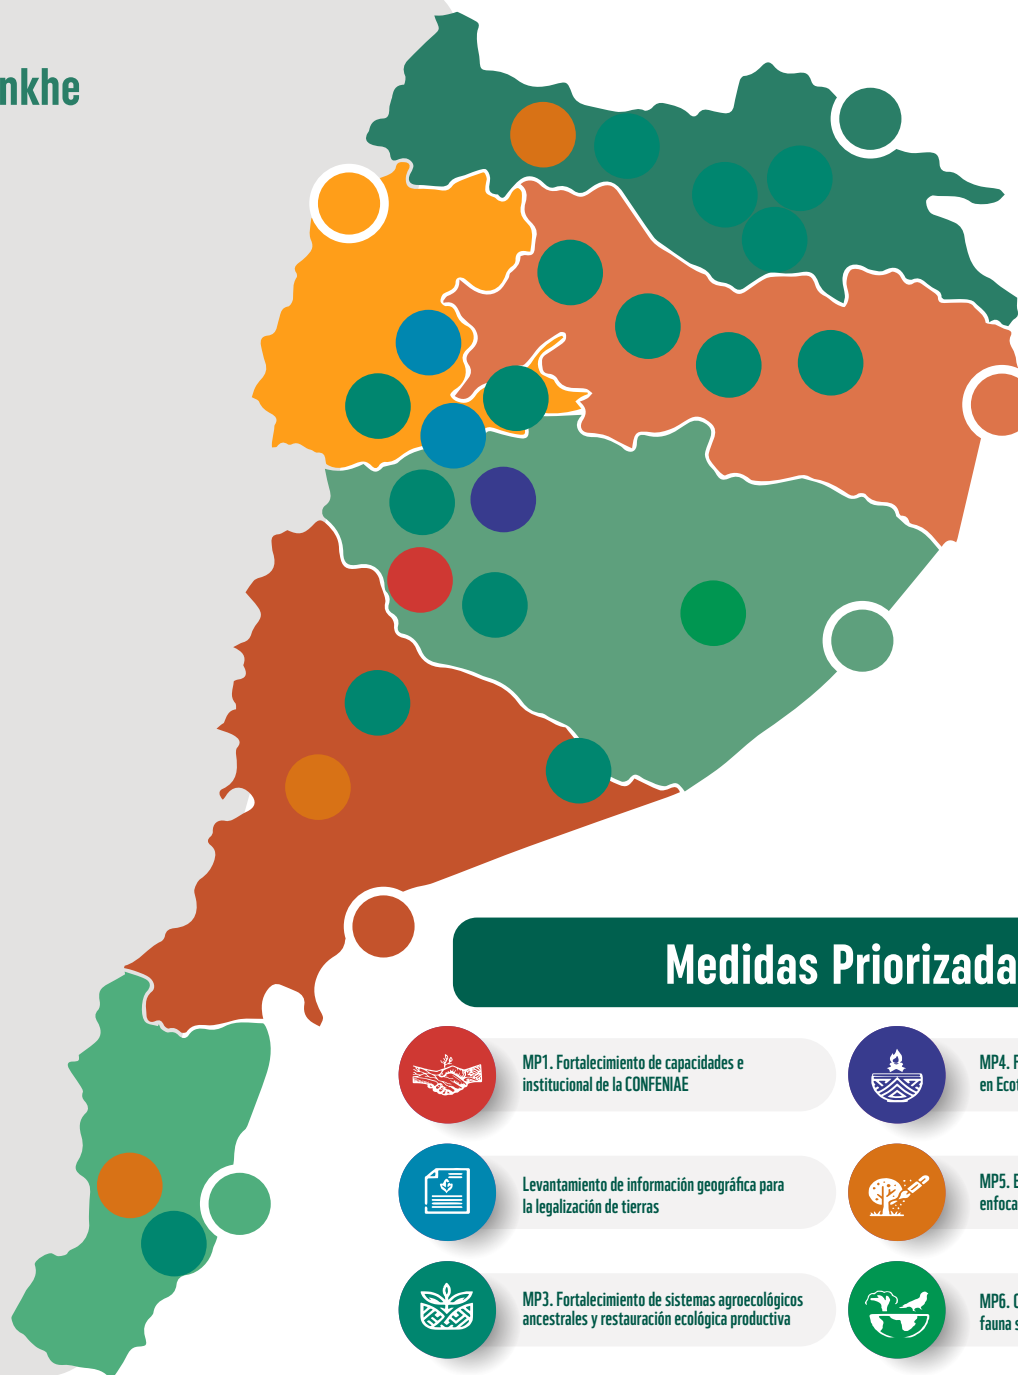 nkhe
Medidas Priorizada
MP1. Fortalecimiento de capacidades e
institucional de la CONFENIAE
Levantamiento de información geográfica para
la legalización de tierras
MP3. Fortalecimiento de sistemas agroecológicos
ancestrales y restauración ecológica productiva
MP4. F
en Ecot
MP5. E
enfoca
MP6. C
fauna s